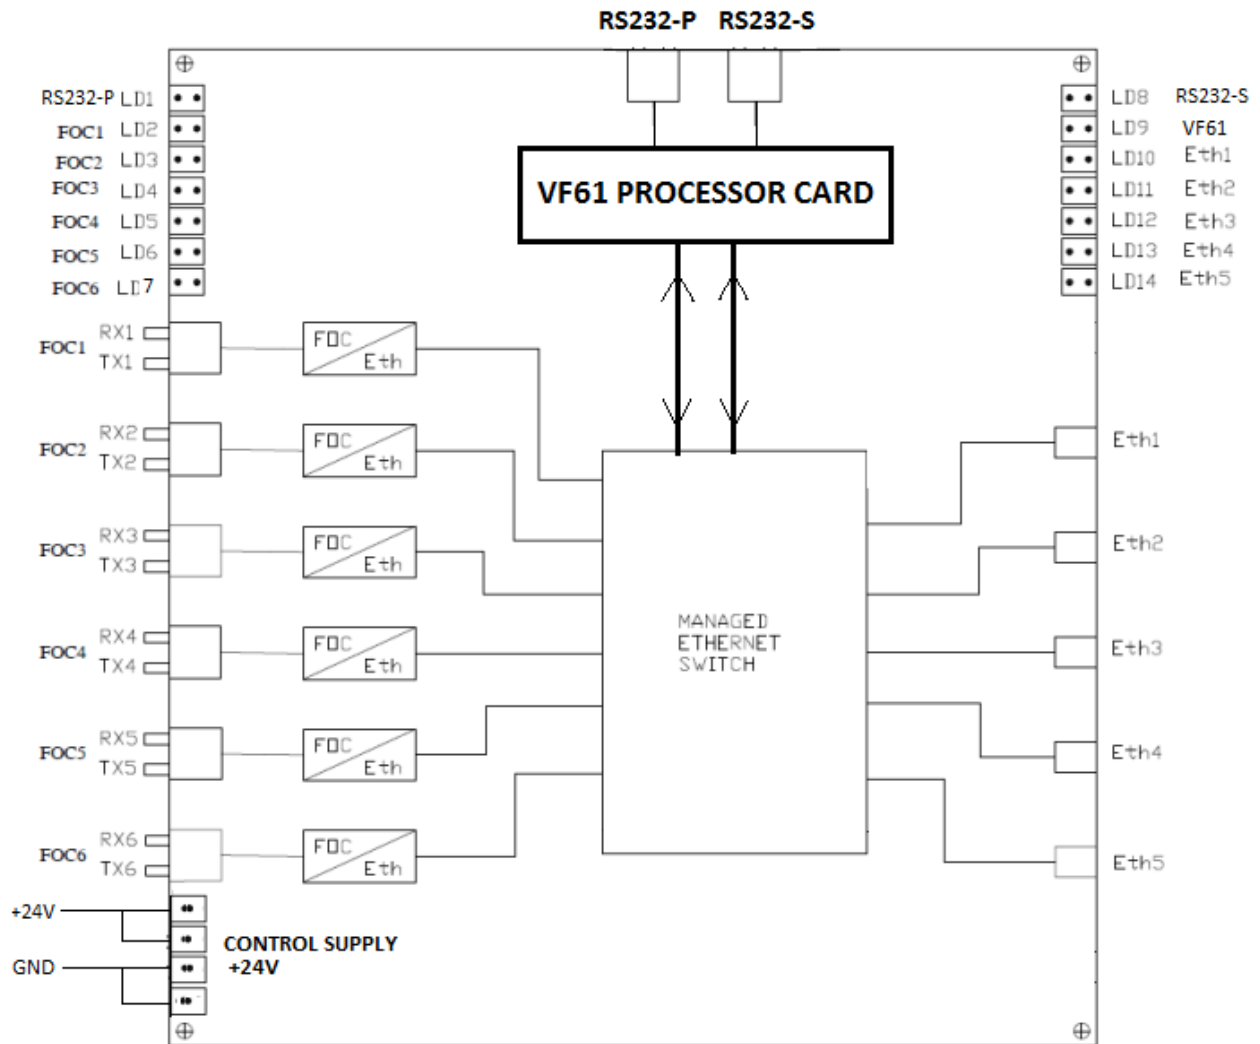 RS232-P RS232-S
RS232-P LD1
FOC1 LD2
FOC2 LD3
FOC3 LD4
FOC4 LD5
FOC5 LD6
FOC6 LD7
LD8 RS232-S
LD9 VF61
LD10 Eth1
LD11 Eth2
LD12 Eth3
LD13 Eth4
LD14 Eth5
VF61 PROCESSOR CARD
FOC1 RX1
TX1
FOC
Eth
FOC2 RX2
TX2
FOC
Eth
FOC3 RX3
TX3
FOC
Eth
FOC4 RX4
TX4
FOC
Eth
FOC5 RX5
TX5
FOC
Eth
FOC6 RX6
TX6
FOC
Eth
MANAGED
ETHERNET
SWITCH
Eth1
Eth2
Eth3
Eth4
Eth5
+24V
GND
CONTROL SUPPLY
+24V